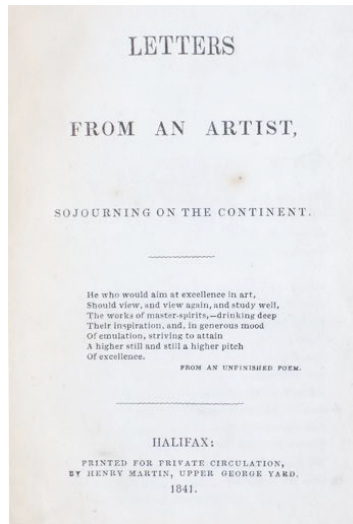 LETTERS
FROM AN ARTIST,
SOJOURNING ON THE CONTINENT.
He who would aim at excellence in art,
Should view, and view again, and study well,
The works of master-spirits,—drinking deep
Their inspiration, and, in generous mood
Of emulation, striving to attain
A higher still and still a higher pitch
Of excellence.
FROM AN UNFINISHED POEM.
HALIFAX:
PRINTED FOR PRIVATE CIRCULATION,
BY HENRY MARTIN, UPPER GEORGE YARD.
1841.